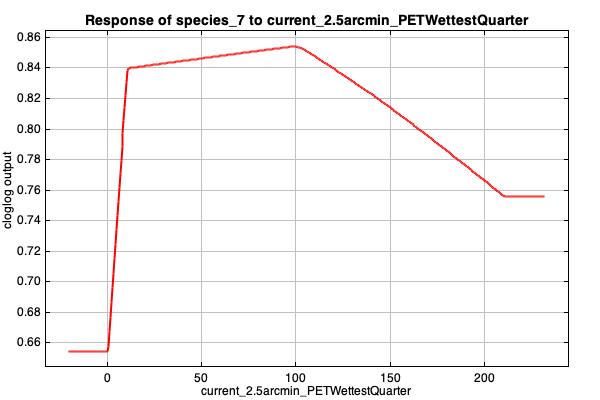 Response of species_7 to current_2.5arcmin_PETWettestQuarter
0.86
0.84
0.82
0.80
0.78
0.76
0.74
0.72
0.70
0.68
0.66
cloglog output
0 50 100 150 200
current_2.5arcmin_PETWettestQuarter